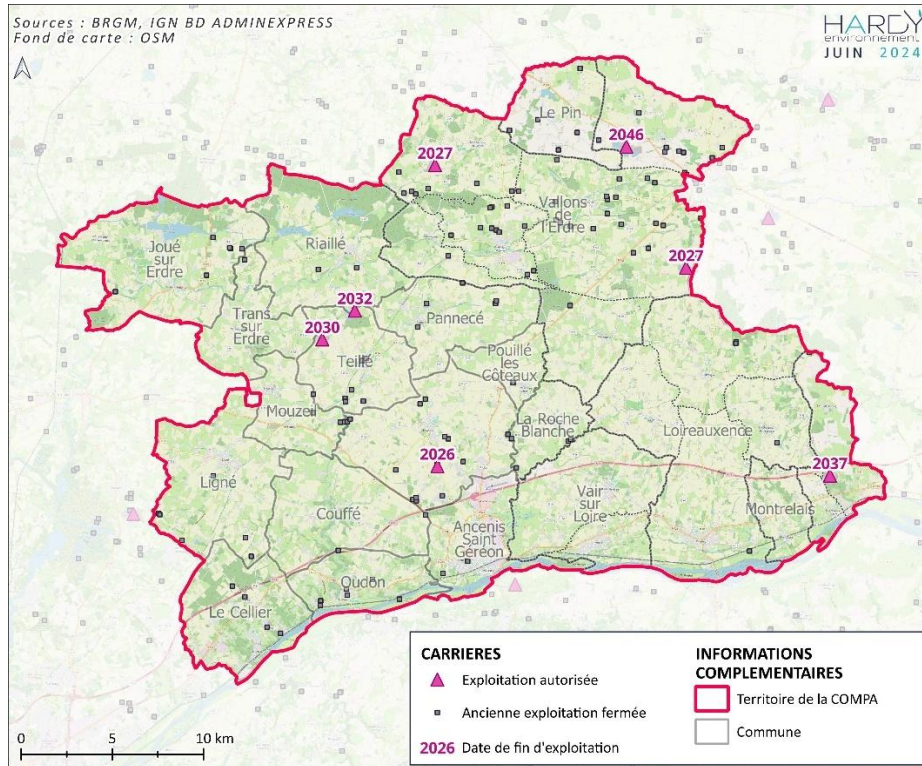 Sources : BRGM, IGN BD ADMINEXPRESS
Fond de carte : OSM
HARDY
environnement
JUIN 2024
Le Pin
2046
2027
Vallons
de
l'Erdre
Joué
sur
Erdre
Riaillé
2027
2032
Trans
sur
Erdre
2030
Pannecé
Teillé
Pouillé
les
Côteaux
Mouzeil
La Roche
Blanche
Loireauxence
2026
2037
Ligné
Couffé
Vair
sur
Loire
Montrelais
Ancenis
Saint
Géréon
Oudon
Le Cellier
CARRIERES
Exploitation autorisée
Ancienne exploitation fermée
2026 Date de fin d'exploitation
INFORMATIONS
COMPLEMENTAIRES
Territoire de la COMPA
Commune
0 5 10 km